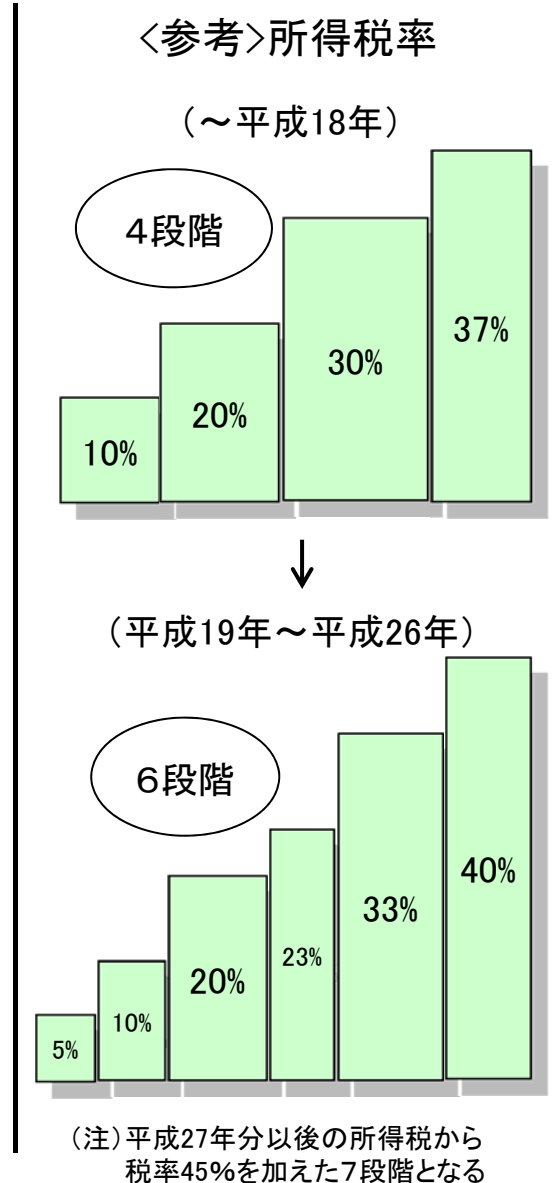 <参考>所得税率
（～平成18年）
４段階
10%
20%
30%
37%
（平成19年～平成26年）
６段階
5%
10%
20%
23%
33%
40%
（注）平成27年分以後の所得税から
税率45%を加えた７段階となる